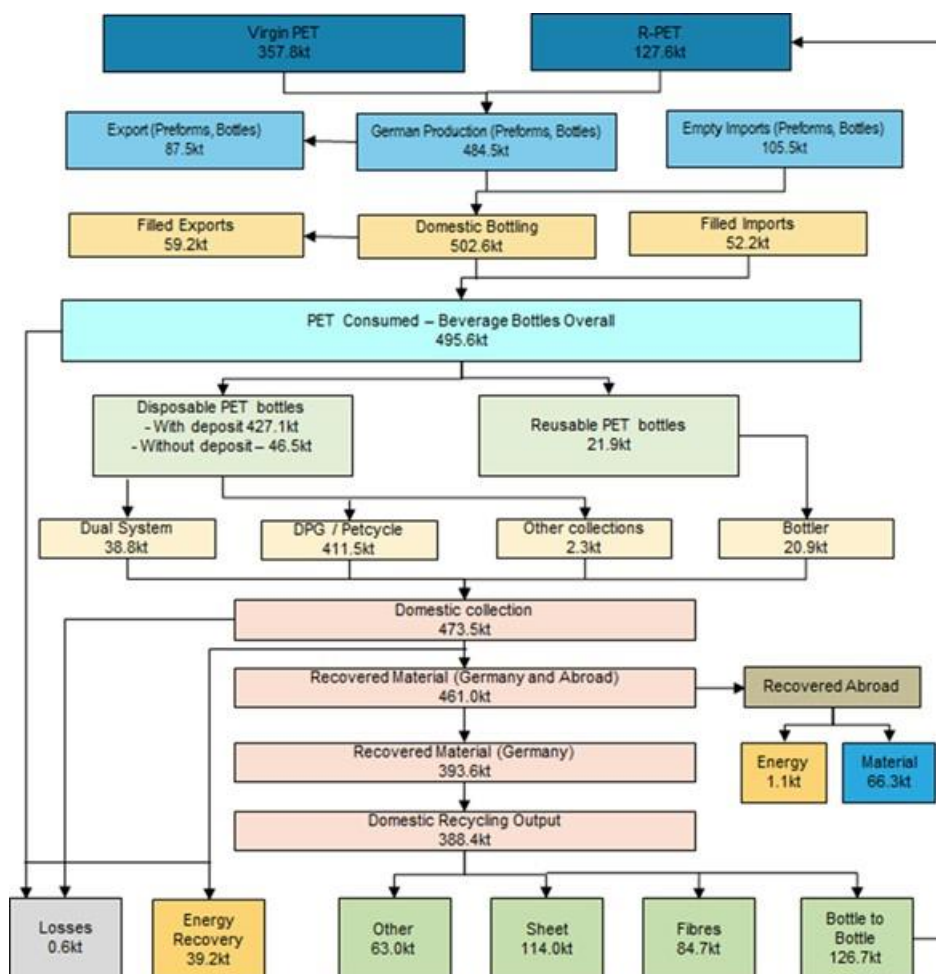 Virgin PET
357.8kt
R-PET
127.6kt
Export (Preforms, Bottles)
87.5kt
German Production (Preforms, Bottles)
484.5kt
Empty Imports (Preforms, Bottles)
105.5kt
Filled Exports
59.2kt
Domestic Bottling
502.6kt
Filled Imports
52.2kt
PET Consumed – Beverage Bottles Overall
495.6kt
Disposable PET bottles
- With deposit 427.1kt
- Without deposit – 46.5kt
Reusable PET bottles
21.9kt
Dual System
38.8kt
DPG / Petcycle
411.5kt
Other collections
2.3kt
Bottler
20.9kt
Domestic collection
473.5kt
Recovered Material (Germany and Abroad)
461.0kt
Recovered Abroad
Recovered Material (Germany)
393.6kt
Energy
1.1kt
Material
66.3kt
Domestic Recycling Output
388.4kt
Losses
0.6kt
Energy
Recovery
39.2kt
Other
63.0kt
Sheet
114.0kt
Fibres
84.7kt
Bottle to
Bottle
126.7kt